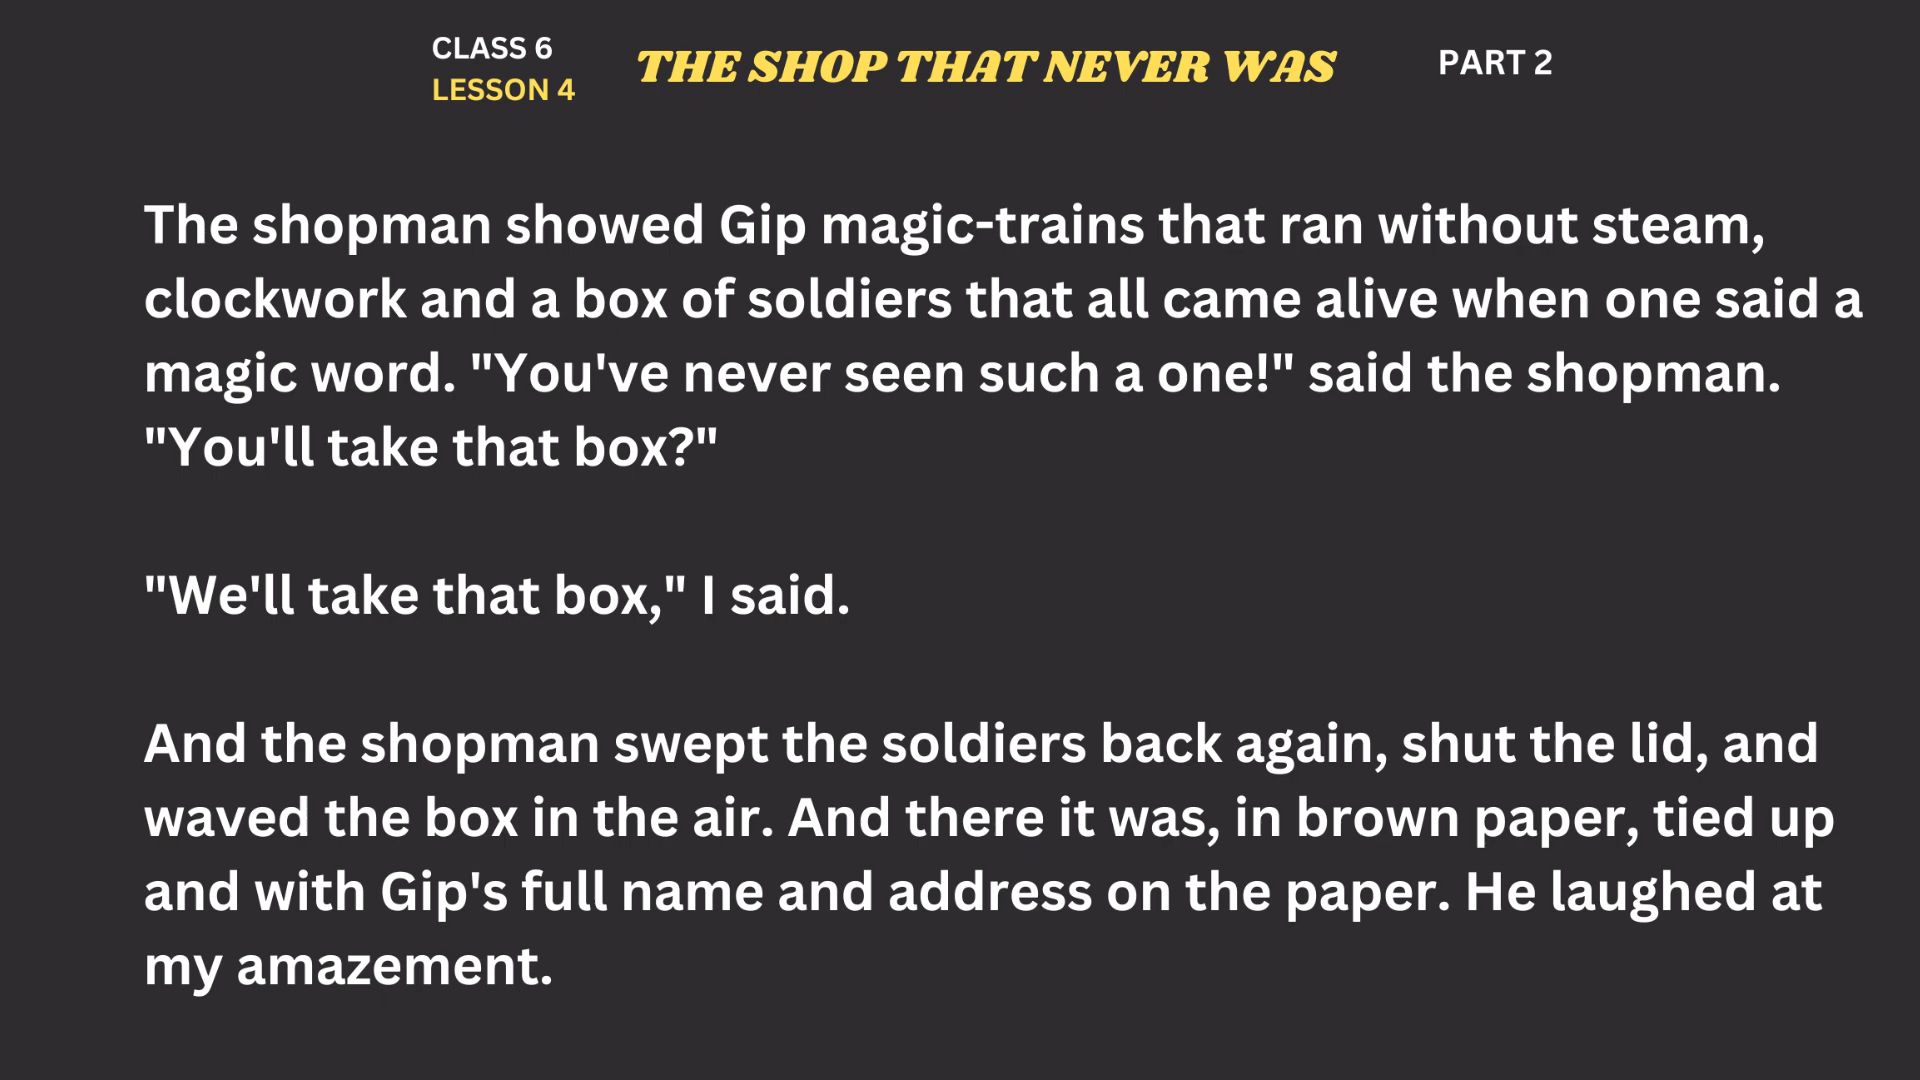 CLASS 6
LESSON 4
THE SHOP THAT NEVER WAS
PART 2
The shopman showed Gip magic-trains that ran without steam,
clockwork and a box of soldiers that all came alive when one said a
magic word. "You've never seen such a one!" said the shopman.
"You'll take that box?"
"We'll take that box," I said.
And the shopman swept the soldiers back again, shut the lid, and
waved the box in the air. And there it was, in brown paper, tied up
and with Gip's full name and address on the paper. He laughed at
my amazement.